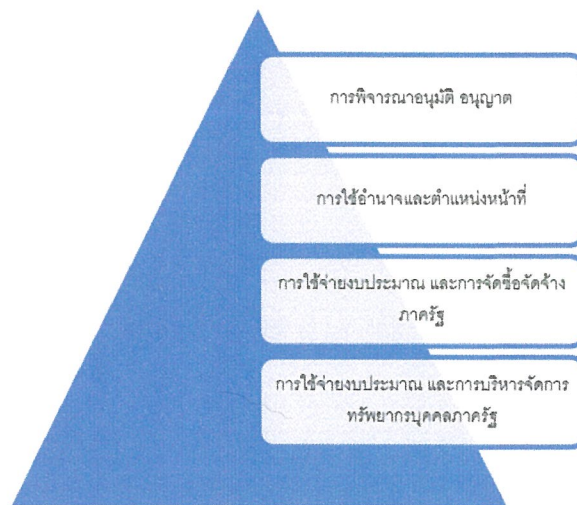 การพิจารณาอนุมัติ อนุญาต
การใช้อำนาจและตำแหน่งหน้าที่
การใช้จ่ายงบประมาณ และการจัดซื้อจัดจ้าง
ภาครัฐ
การใช้จ่ายงบประมาณ และการบริหารจัดการ
ทรัพยากรบุคคลภาครัฐ